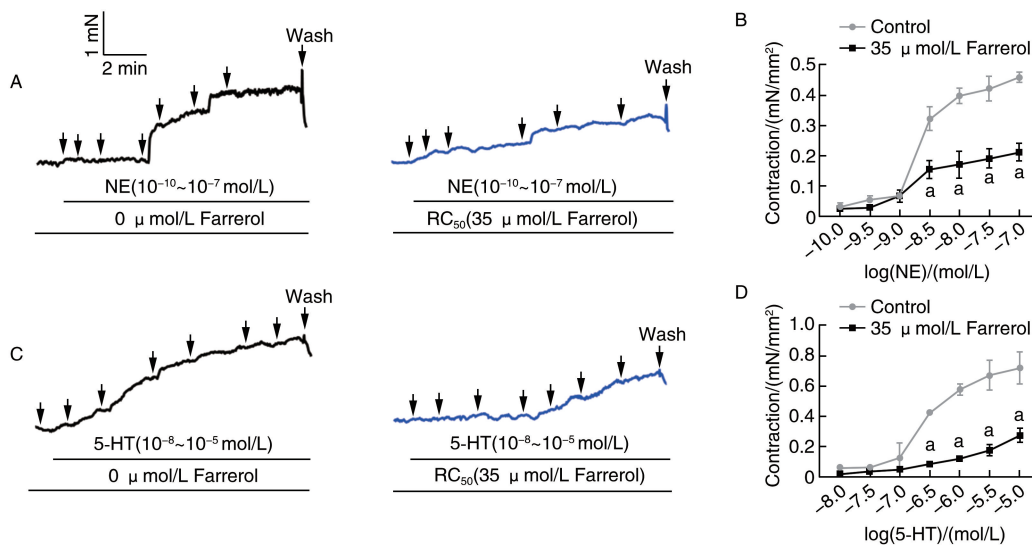 A
1 mN
2 min
Wash
NE(10⁻¹⁰~10⁻⁷ mol/L)
0 μ mol/L Farrerol
Wash
NE(10⁻¹⁰~10⁻⁷ mol/L)
RC₅₀(35 μ mol/L Farrerol)
B
Control
35 μ mol/L Farrerol
Contraction/(mN/mm²)
0.5
0.4
0.3
0.2
0.1
0
a a a a
−10.0 −9.5 −9.0 −8.5 −8.0 −7.5 −7.0
log(NE)/(mol/L)
C
Wash
5-HT(10⁻⁸~10⁻⁵ mol/L)
0 μ mol/L Farrerol
Wash
5-HT(10⁻⁸~10⁻⁵ mol/L)
RC₅₀(35 μ mol/L Farrerol)
D
Control
35 μ mol/L Farrerol
Contraction/(mN/mm²)
1.0
0.8
0.6
0.4
0.2
0
a a a a
−8.0 −7.5 −7.0 −6.5 −6.0 −5.5 −5.0
log(5-HT)/(mol/L)